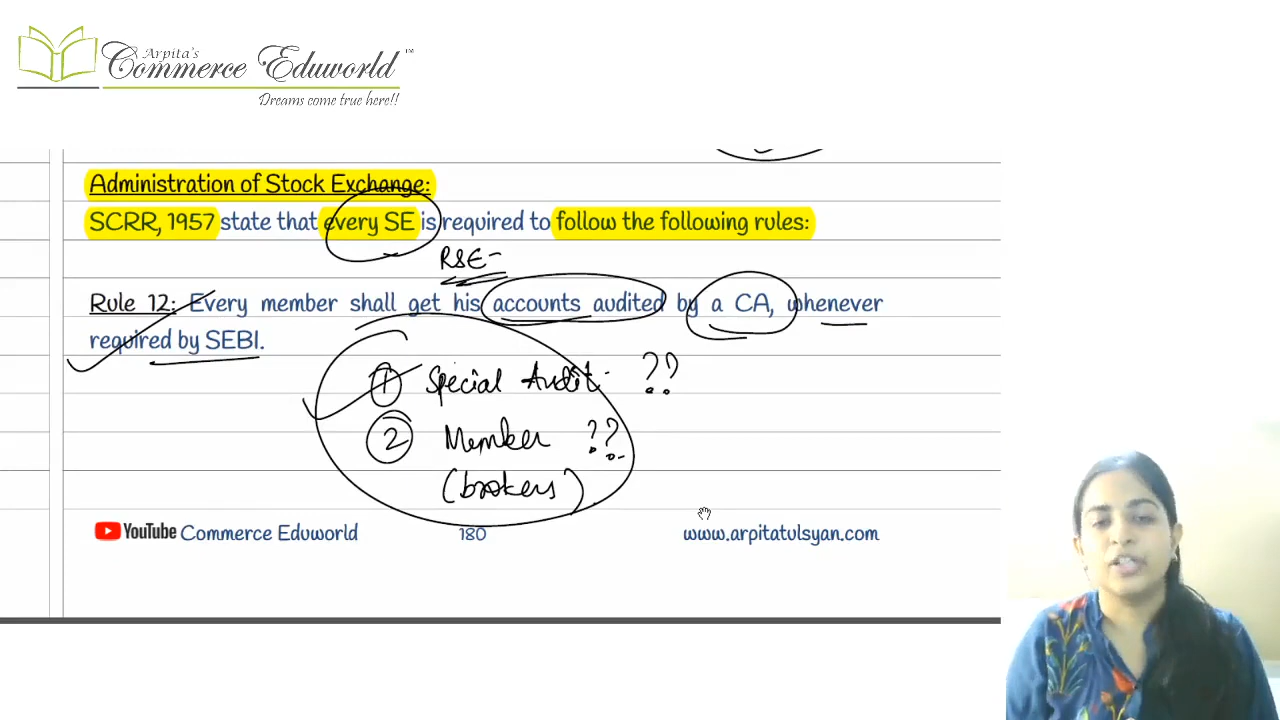 Arpita's
Commerce Eduworld™
Dreams come true here!!
Administration of Stock Exchange:
SCRR, 1957 state that every SE is required to follow the following rules:
RSE-
Rule 12: Every member shall get his accounts audited by a CA, whenever
required by SEBI.
1 Special Audit ??
2 Member ??
(brokers)
YouTube Commerce Eduworld 180 www.arpitatulsyan.com